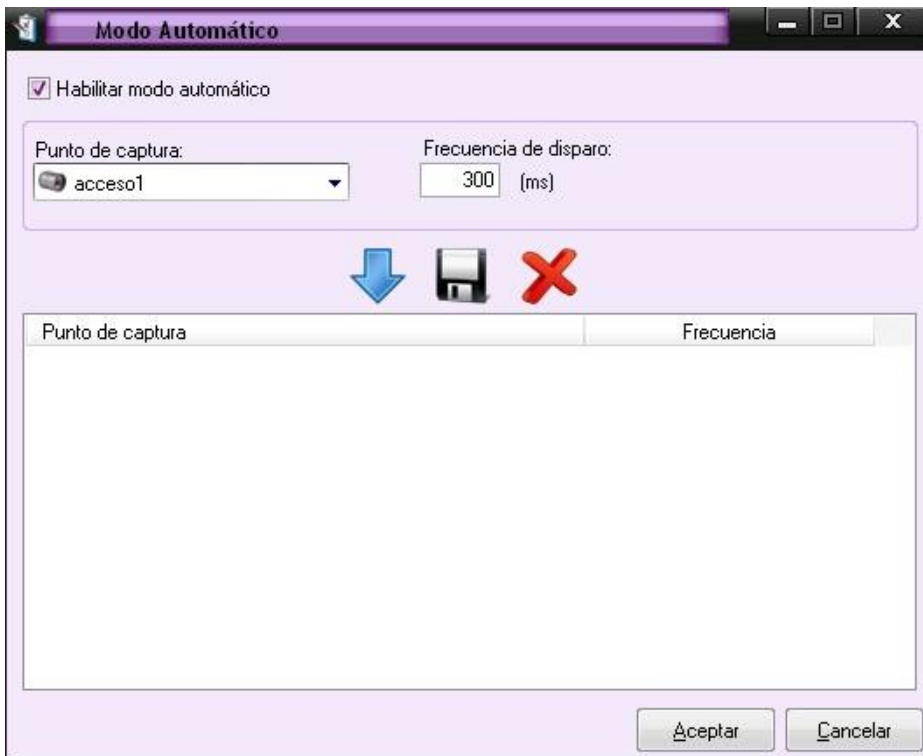 Modo Automático
Habilitar modo automático
Punto de captura:
Frecuencia de disparo:
acceso1
300 (ms)
Punto de captura
Frecuencia
Aceptar
Cancelar